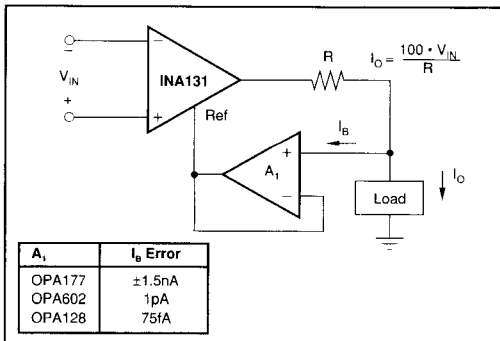 −
V_IN
+
−
INA131
+
Ref
R
I_O = 100 • V_IN / R
I_B
A_1
+
−
Load
I_O
A_1 I_B Error
OPA177 ±1.5nA
OPA602 1pA
OPA128 75fA